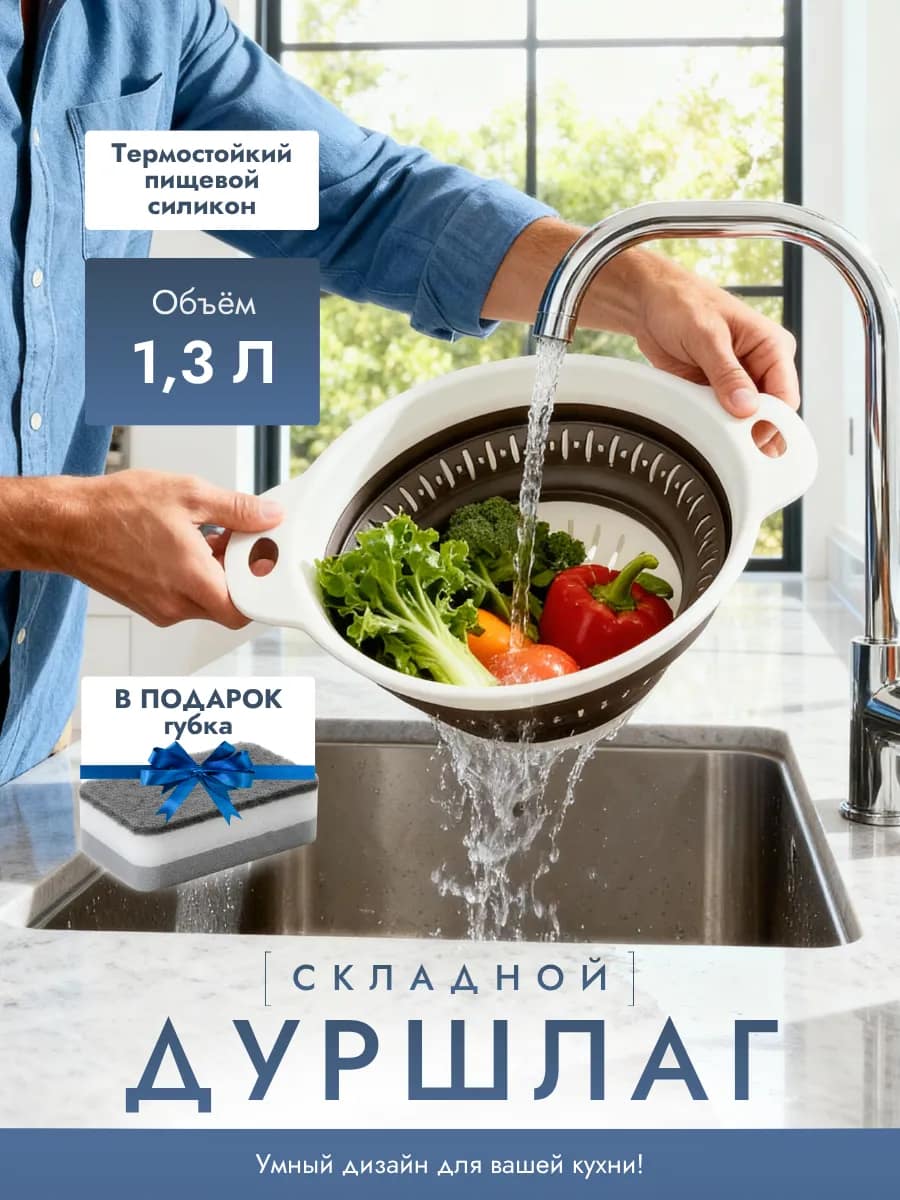 Термостойкий
пищевой
силикон
Объём
1,3 Л
В ПОДАРОК
губка
СКЛАДНОЙ
ДУРШЛАГ
Умный дизайн для вашей кухни!